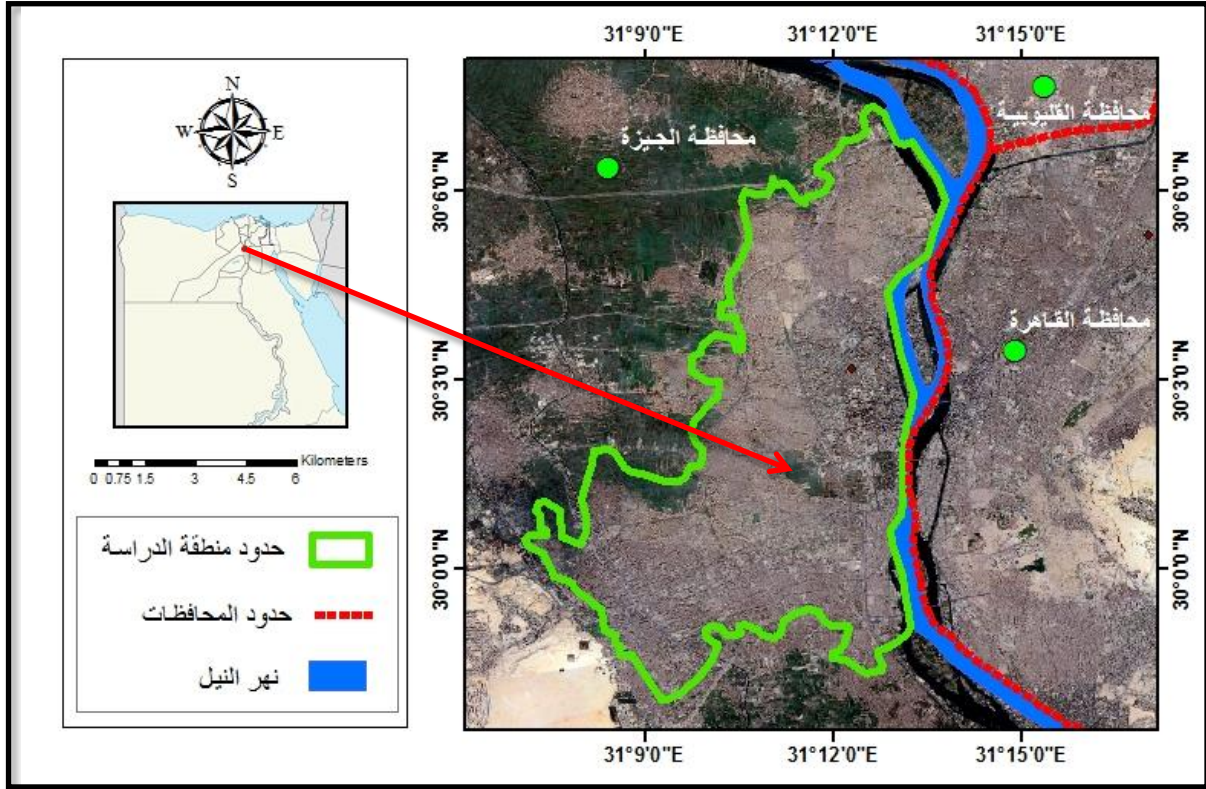 31°9'0"E 31°12'0"E 31°15'0"E
N
W E
S
Kilometers
0 0.75 1.5 3 4.5 6
حدود منطقة الدراسة
حدود المحافظات
نهر النيل
محافظة القليوبية
محافظة الجيزة
محافظة القاهرة
30°6'0"N
30°3'0"N
30°0'0"N
30°6'0"N
30°3'0"N
30°0'0"N
31°9'0"E 31°12'0"E 31°15'0"E